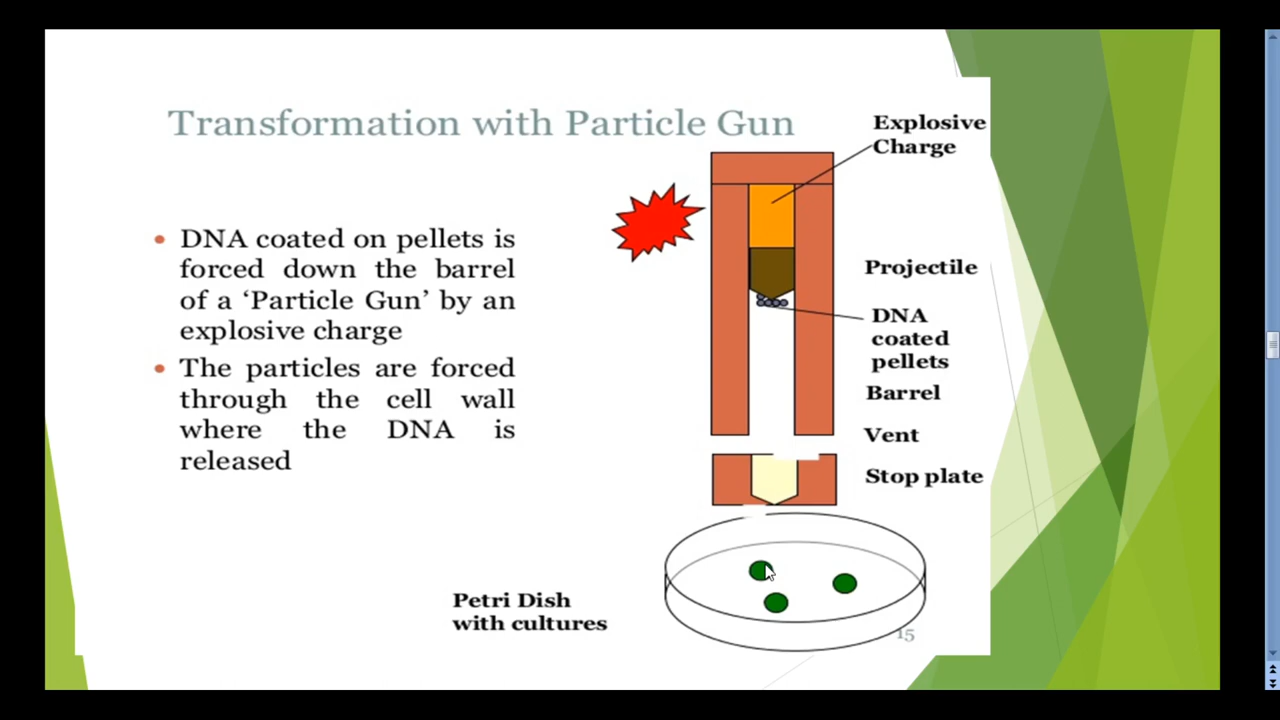 Transformation with Particle Gun
• DNA coated on pellets is
forced down the barrel
of a ‘Particle Gun’ by an
explosive charge
• The particles are forced
through the cell wall
where the DNA is
released
Explosive
Charge
Projectile
DNA
coated
pellets
Barrel
Vent
Stop plate
Petri Dish
with cultures
15